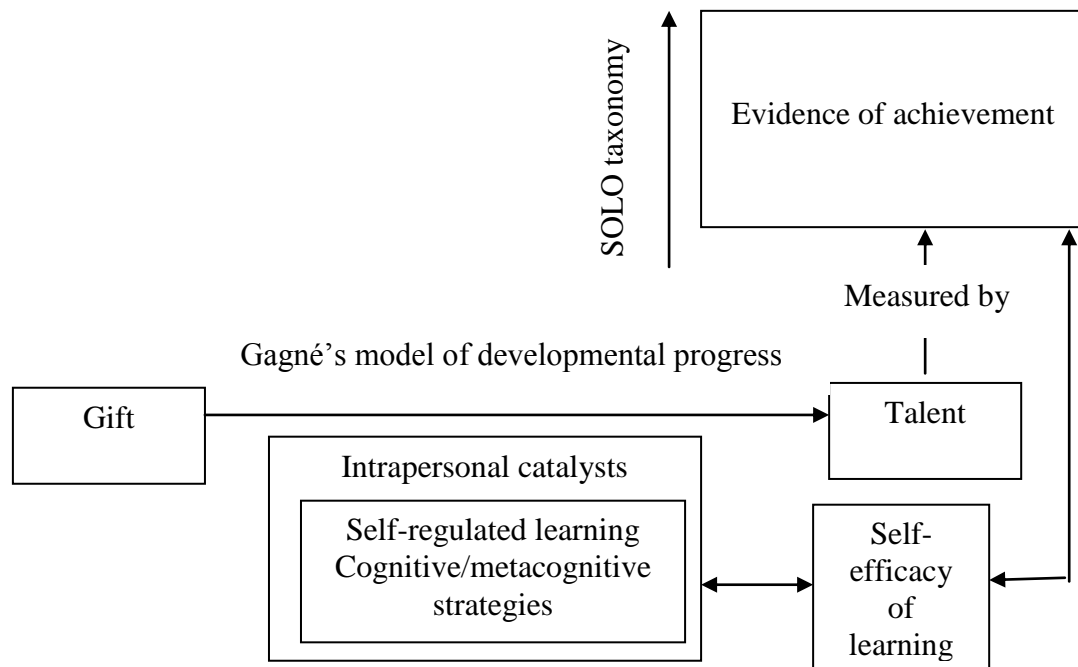 SOLO taxonomy
Evidence of achievement
Measured by
Gagné’s model of developmental progress
Gift
Talent
Intrapersonal catalysts
Self-regulated learning
Cognitive/metacognitive
strategies
Self-
efficacy
of
learning